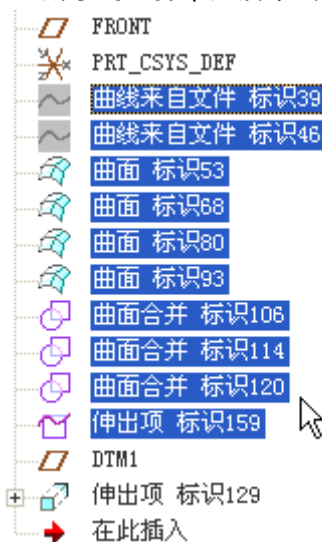 FRONT
PRT_CSYS_DEF
曲线来自文件 标识39
曲线来自文件 标识46
曲面 标识53
曲面 标识68
曲面 标识80
曲面 标识93
曲面合并 标识106
曲面合并 标识114
曲面合并 标识120
伸出项 标识159
DTM1
伸出项 标识129
在此插入